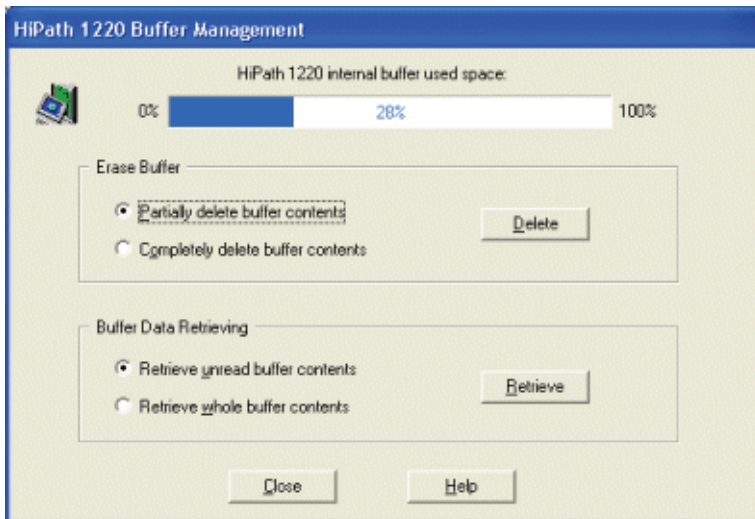 HiPath 1220 Buffer Management
HiPath 1220 internal buffer used space:
0% 28% 100%
Erase Buffer
Partially delete buffer contents
Delete
Completely delete buffer contents
Buffer Data Retrieving
Retrieve unread buffer contents
Retrieve
Retrieve whole buffer contents
Close Help